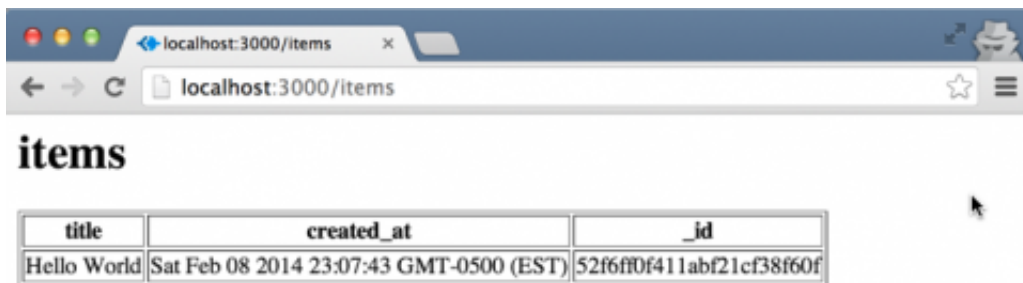 localhost:3000/items
localhost:3000/items
items
title created_at _id
Hello World Sat Feb 08 2014 23:07:43 GMT-0500 (EST) 52f6ff0f411abf21cf38f60f